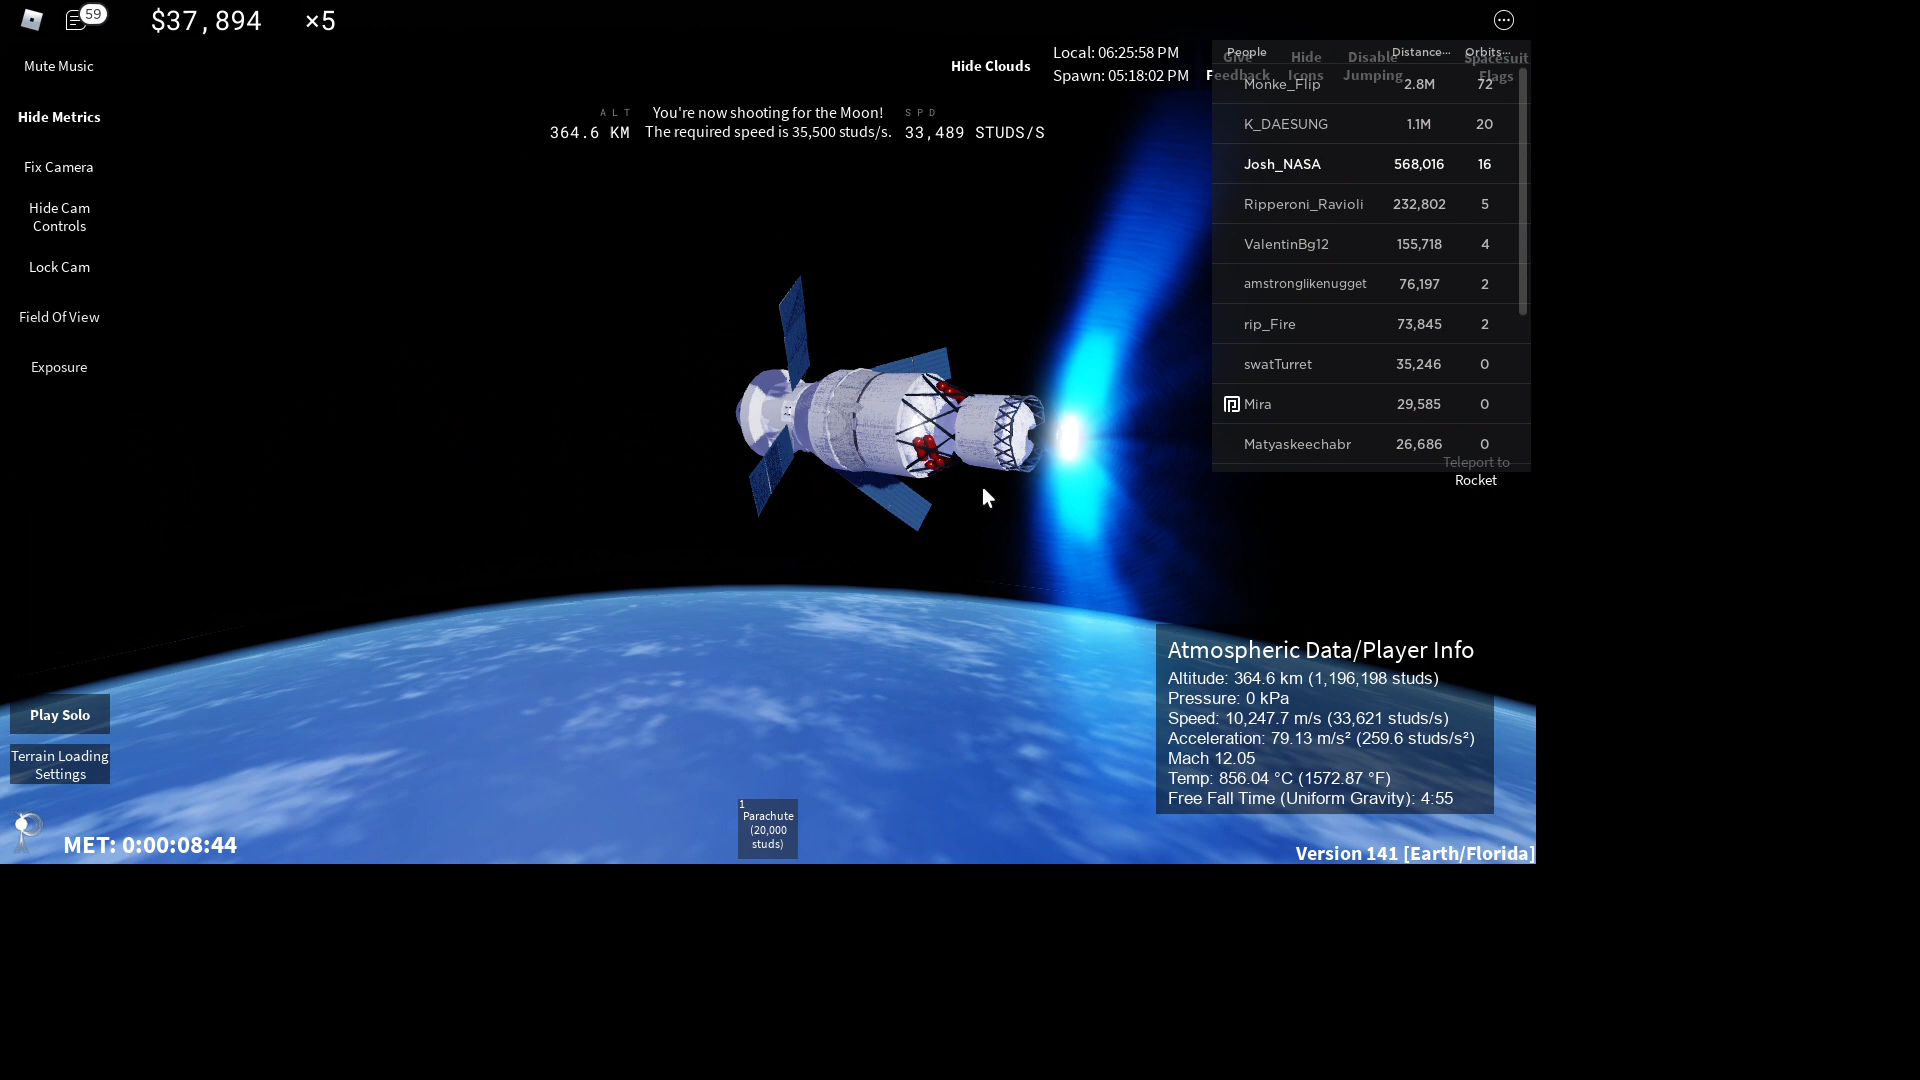 59
$37,894 ×5
Mute Music
Hide Metrics
Fix Camera
Hide Cam
Controls
Lock Cam
Field Of View
Exposure
ALT
364.6 KM
You're now shooting for the Moon!
The required speed is 35,500 studs/s.
SPD
33,489 STUDS/S
Hide Clouds
Local: 06:25:58 PM
Spawn: 05:18:02 PM
Give
Feedback
Hide
Icons
Disable
Jumping
Spacesuit
Flags
People Distance... Orbits...
Monke_Flip 2.8M 72
K_DAESUNG 1.1M 20
Josh_NASA 568,016 16
Ripperoni_Ravioli 232,802 5
ValentinBg12 155,718 4
amstronglikenugget 76,197 2
rip_Fire 73,845 2
swatTurret 35,246 0
Mira 29,585 0
Matyaskeechabr 26,686 0
Teleport to
Rocket
Atmospheric Data/Player Info
Altitude: 364.6 km (1,196,198 studs)
Pressure: 0 kPa
Speed: 10,247.7 m/s (33,621 studs/s)
Acceleration: 79.13 m/s² (259.6 studs/s²)
Mach 12.05
Temp: 856.04 °C (1572.87 °F)
Free Fall Time (Uniform Gravity): 4:55
Play Solo
Terrain Loading
Settings
MET: 0:00:08:44
1
Parachute
(20,000
studs)
Version 141 [Earth/Florida]